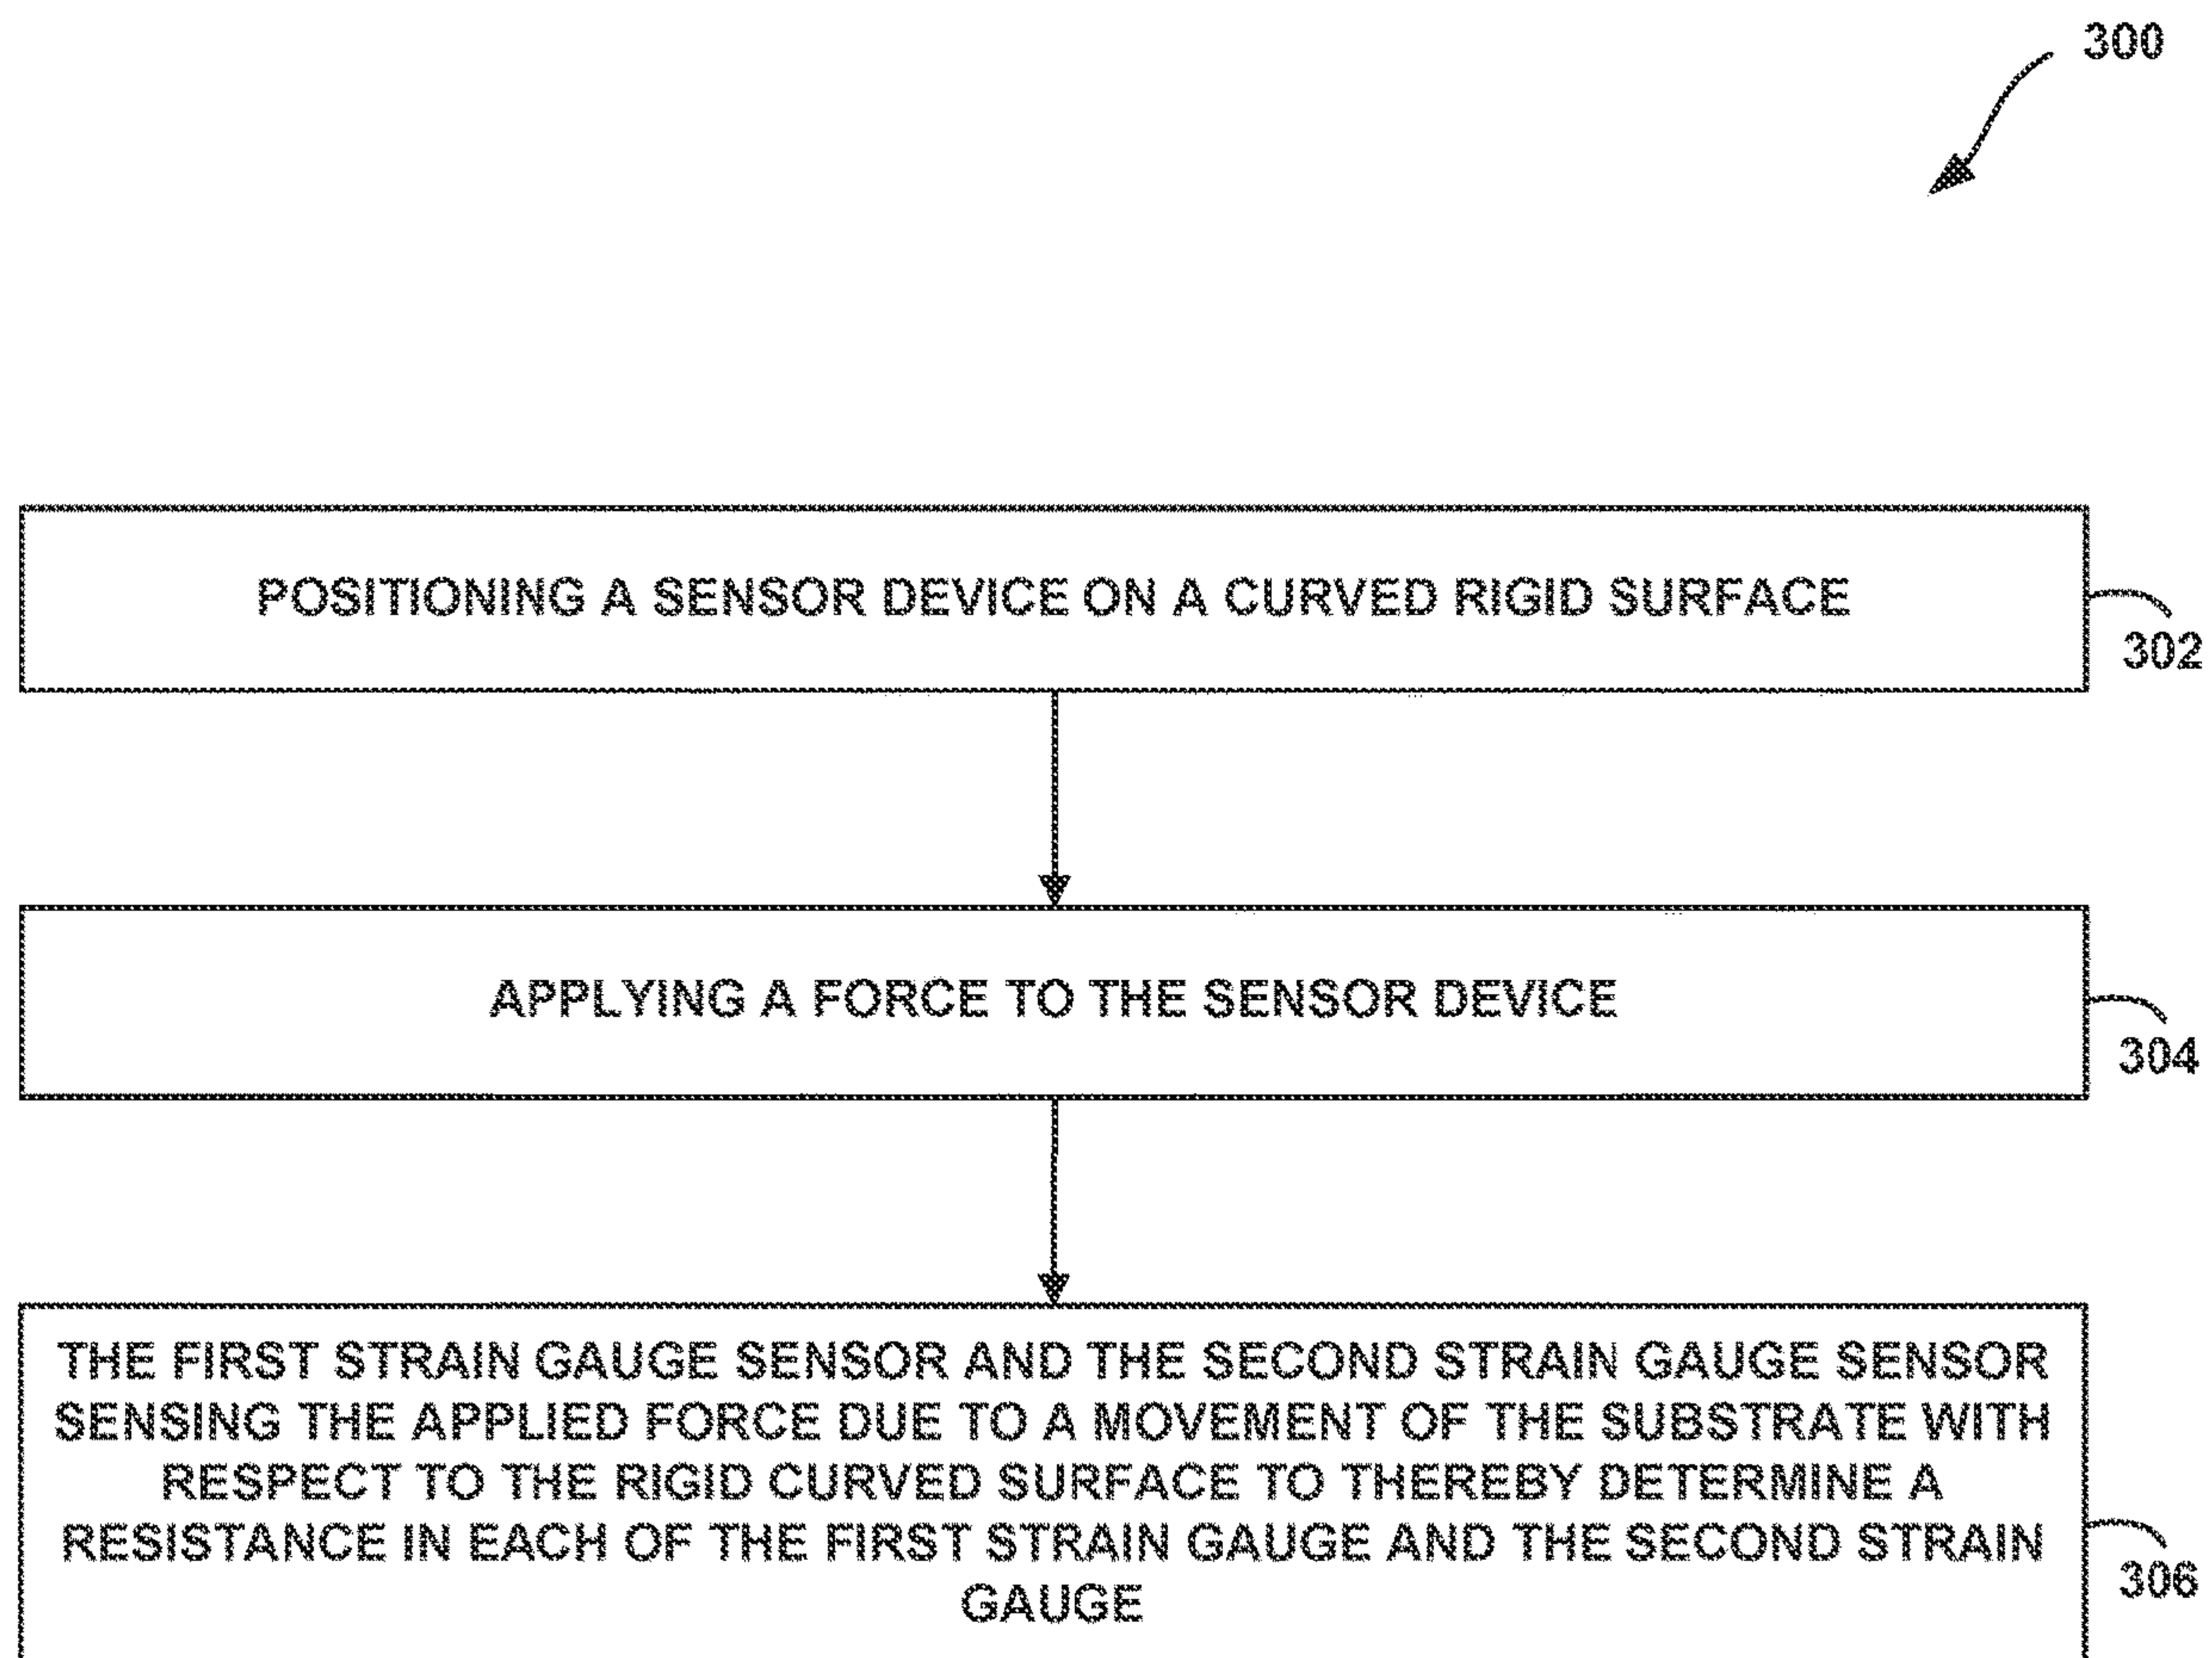 300
POSITIONING A SENSOR DEVICE ON A CURVED RIGID SURFACE
302
APPLYING A FORCE TO THE SENSOR DEVICE
304
THE FIRST STRAIN GAUGE SENSOR AND THE SECOND STRAIN GAUGE SENSOR
SENSING THE APPLIED FORCE DUE TO A MOVEMENT OF THE SUBSTRATE WITH
RESPECT TO THE RIGID CURVED SURFACE TO THEREBY DETERMINE A
RESISTANCE IN EACH OF THE FIRST STRAIN GAUGE AND THE SECOND STRAIN
GAUGE
306